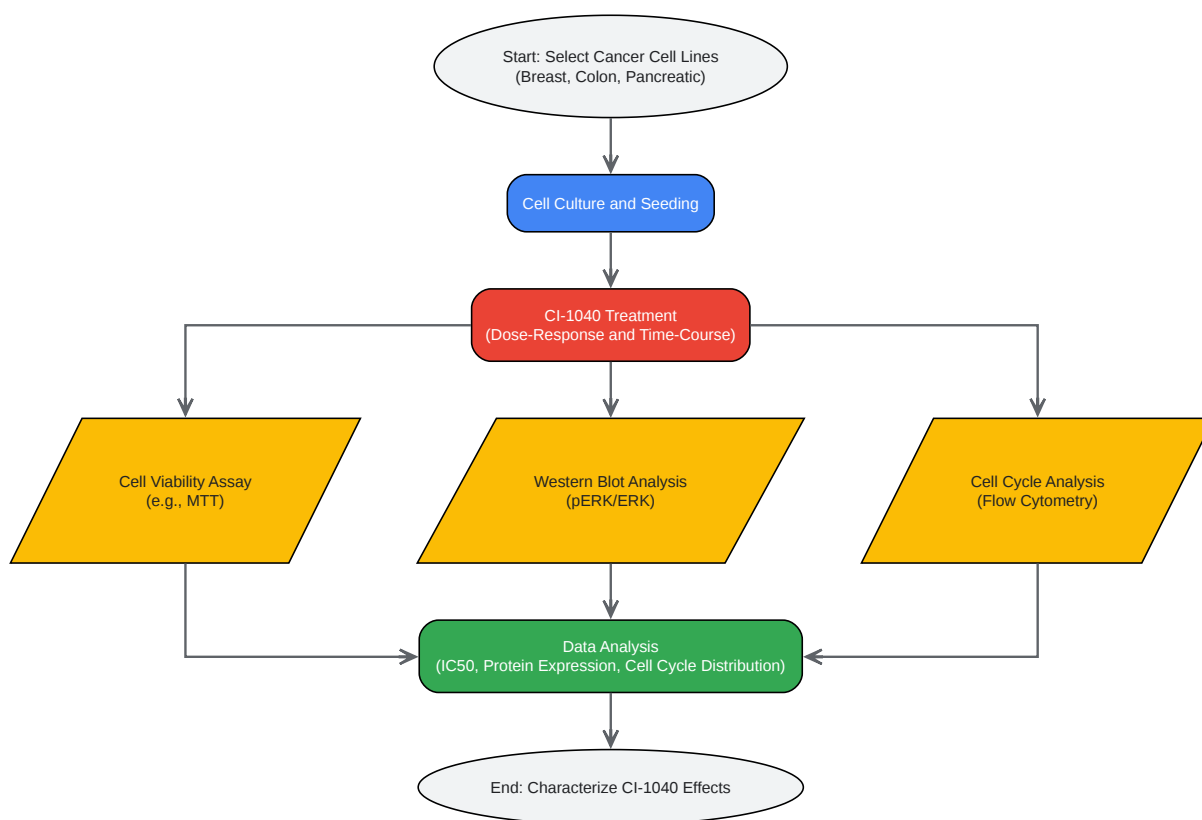 Start: Select Cancer Cell Lines
(Breast, Colon, Pancreatic)
Cell Culture and Seeding
CI-1040 Treatment
(Dose-Response and Time-Course)
Cell Viability Assay
(e.g., MTT)
Western Blot Analysis
(pERK/ERK)
Cell Cycle Analysis
(Flow Cytometry)
Data Analysis
(IC50, Protein Expression, Cell Cycle Distribution)
End: Characterize CI-1040 Effects